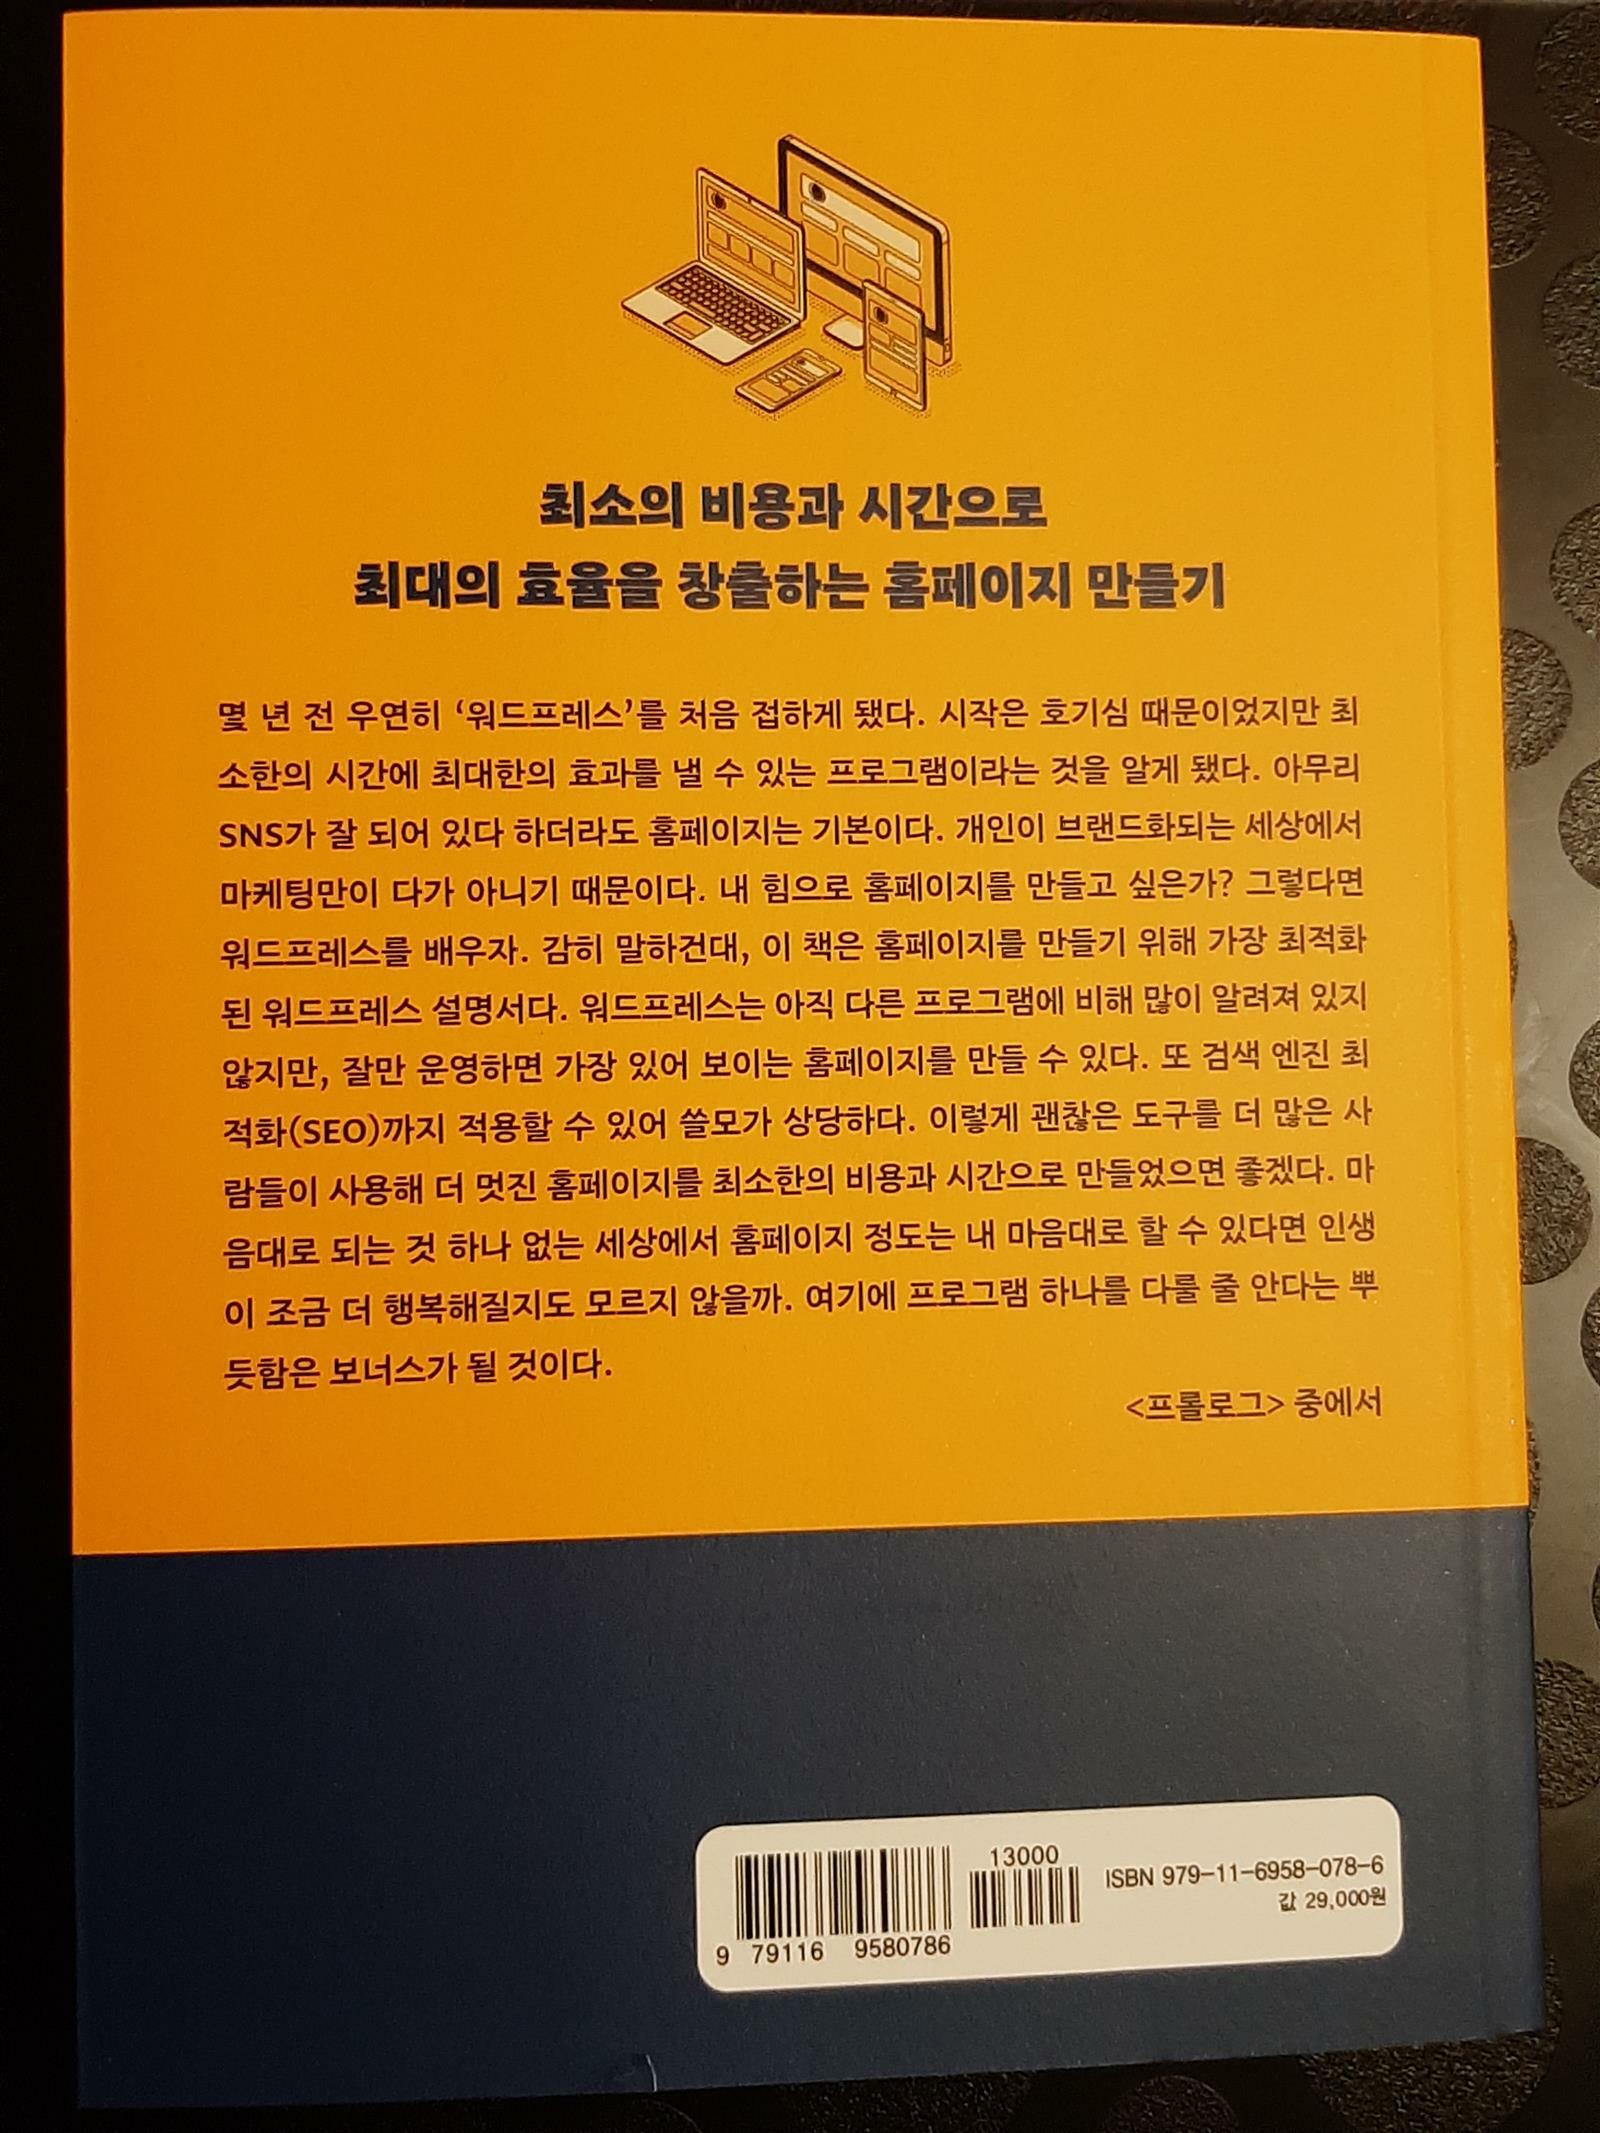 최소의 비용과 시간으로
최대의 효율을 창출하는 홈페이지 만들기
몇 년 전 우연히 ‘워드프레스’를 처음 접하게 됐다. 시작은 호기심 때문이었지만 최
소한의 시간에 최대한의 효과를 낼 수 있는 프로그램이라는 것을 알게 됐다. 아무리
SNS가 잘 되어 있다 하더라도 홈페이지는 기본이다. 개인이 브랜드화되는 세상에서
마케팅만이 다가 아니기 때문이다. 내 힘으로 홈페이지를 만들고 싶은가? 그렇다면
워드프레스를 배우자. 감히 말하건대, 이 책은 홈페이지를 만들기 위해 가장 최적화
된 워드프레스 설명서다. 워드프레스는 아직 다른 프로그램에 비해 많이 알려져 있지
않지만, 잘만 운영하면 가장 있어 보이는 홈페이지를 만들 수 있다. 또 검색 엔진 최
적화(SEO)까지 적용할 수 있어 쓸모가 상당하다. 이렇게 괜찮은 도구를 더 많은 사
람들이 사용해 더 멋진 홈페이지를 최소한의 비용과 시간으로 만들었으면 좋겠다. 마
음대로 되는 것 하나 없는 세상에서 홈페이지 정도는 내 마음대로 할 수 있다면 인생
이 조금 더 행복해질지도 모르지 않을까. 여기에 프로그램 하나를 다룰 줄 안다는 뿌
듯함은 보너스가 될 것이다.
<프롤로그> 중에서
13000
ISBN 979-11-6958-078-6
값 29,000원
9 79116 9580786